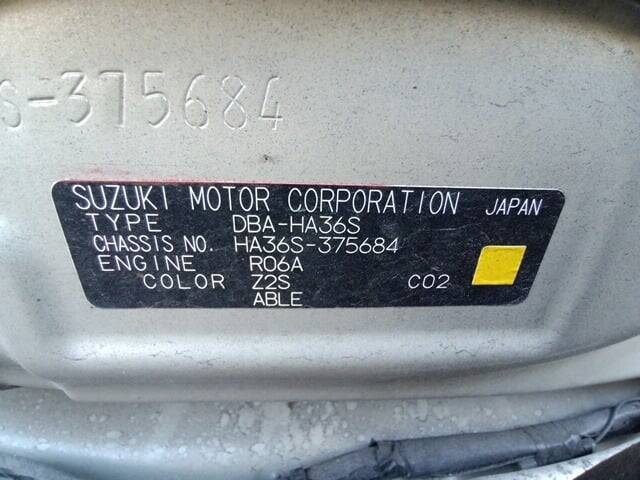 S-375684
SUZUKI MOTOR CORPORATION JAPAN
TYPE DBA-HA36S
CHASSIS NO. HA36S-375684
ENGINE R06A
COLOR Z2S C02
ABLE